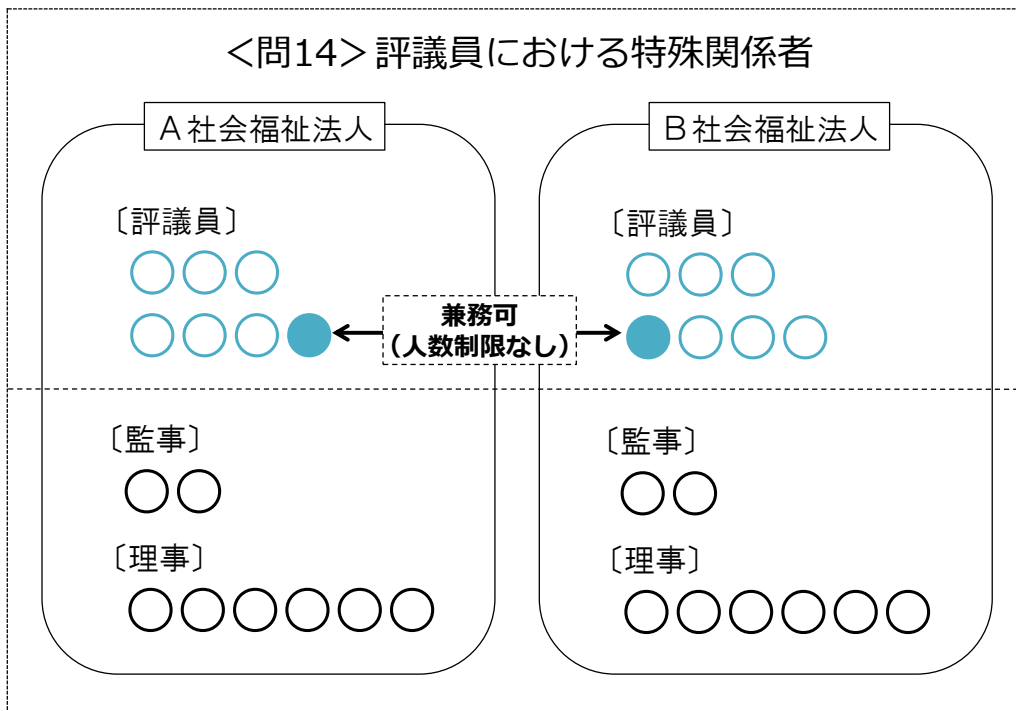 ＜問14＞評議員における特殊関係者
Ａ社会福祉法人
Ｂ社会福祉法人
〔評議員〕
〔評議員〕
兼務可
（人数制限なし）
〔監事〕
〔監事〕
〔理事〕
〔理事〕